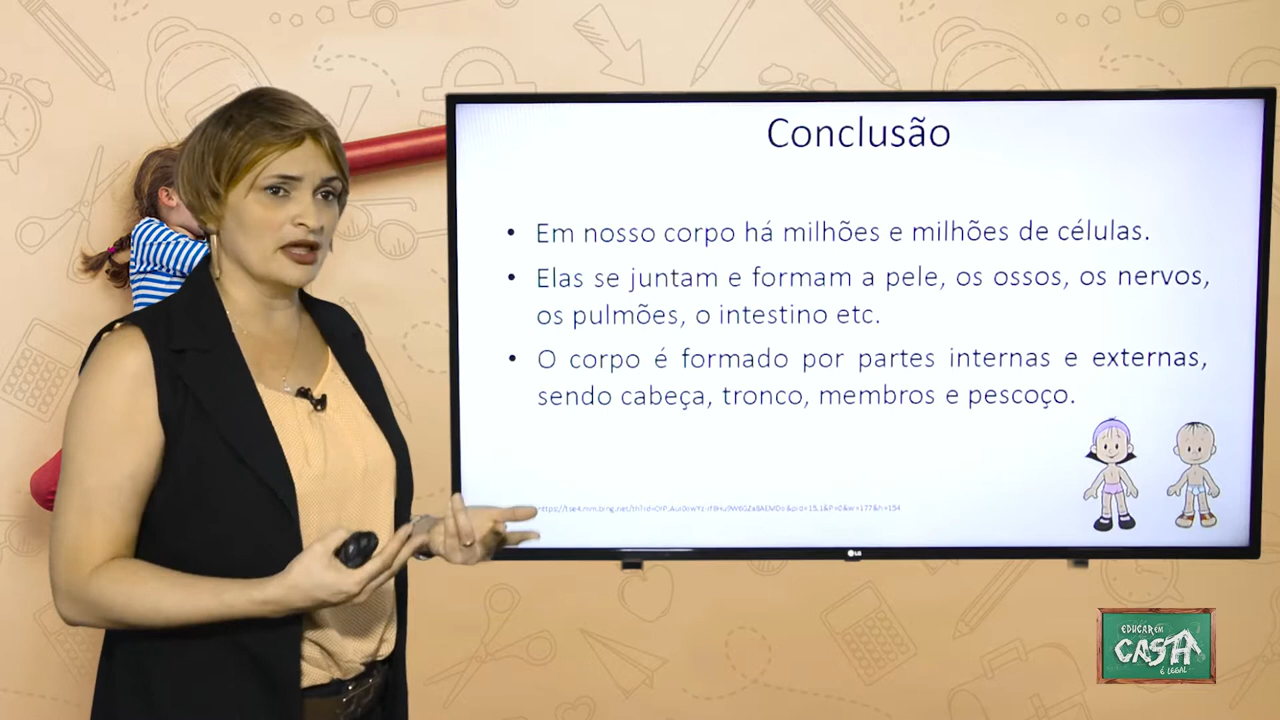 Conclusão
• Em nosso corpo há milhões e milhões de células.
• Elas se juntam e formam a pele, os ossos, os nervos,
os pulmões, o intestino etc.
• O corpo é formado por partes internas e externas,
sendo cabeça, tronco, membros e pescoço.
LG
EDUCAR EM
CASA
É LEGAL